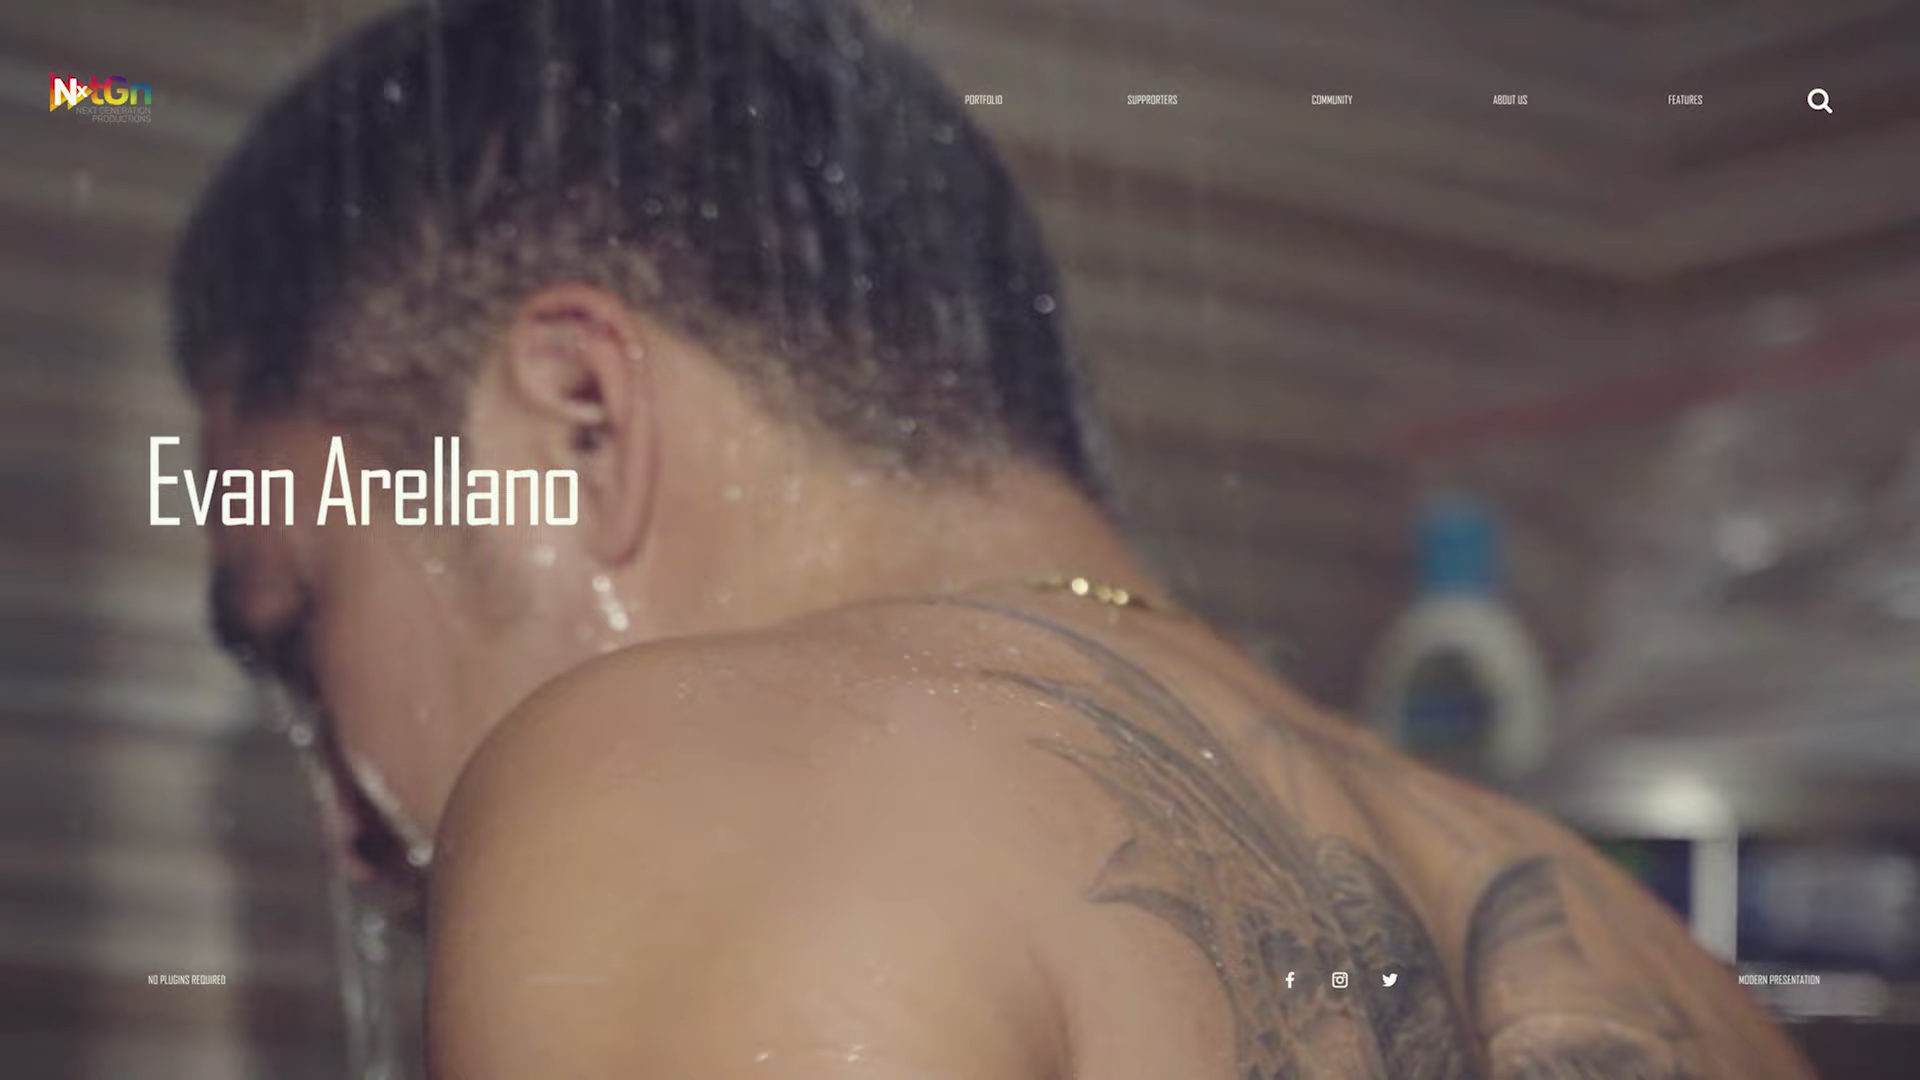 NxtGn
NEXT GENERATION
PRODUCTIONS
PORTFOLIO
SUPPRORTERS
COMMUNITY
ABOUT US
FEATURES
Evan Arellano
NO PLUGINS REQUIRED
MODERN PRESENTATION